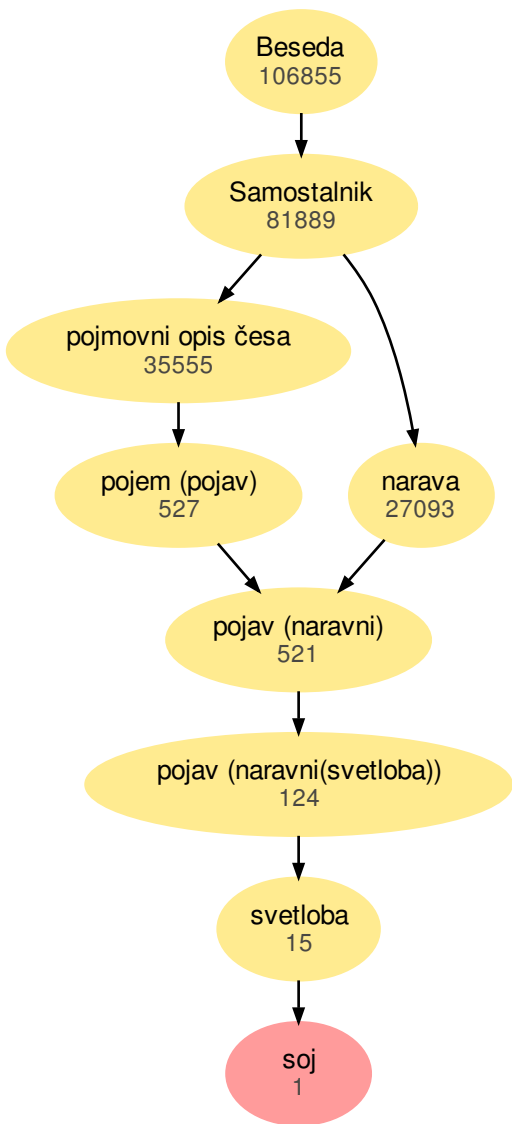 Beseda
106855
Samostalnik
81889
pojmovni opis česa
35555
pojem (pojav)
527
narava
27093
pojav (naravni)
521
pojav (naravni(svetloba))
124
svetloba
15
soj
1